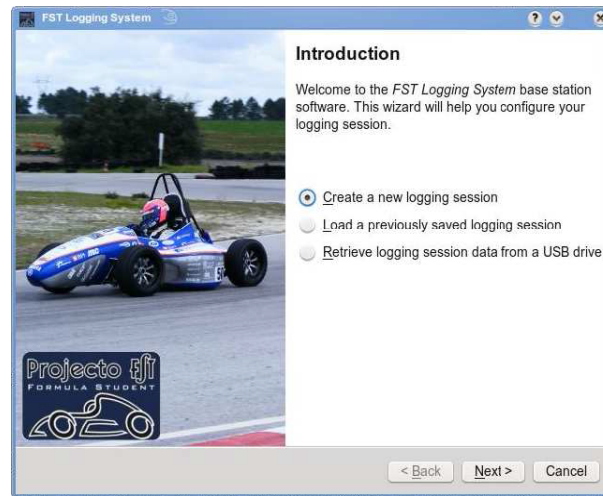 FST Logging System
Introduction
Welcome to the FST Logging System base station
software. This wizard will help you configure your
logging session.
Create a new logging session
Load a previously saved logging session
Retrieve logging session data from a USB drive
Projecto FST
FORMULA STUDENT
< Back
Next >
Cancel